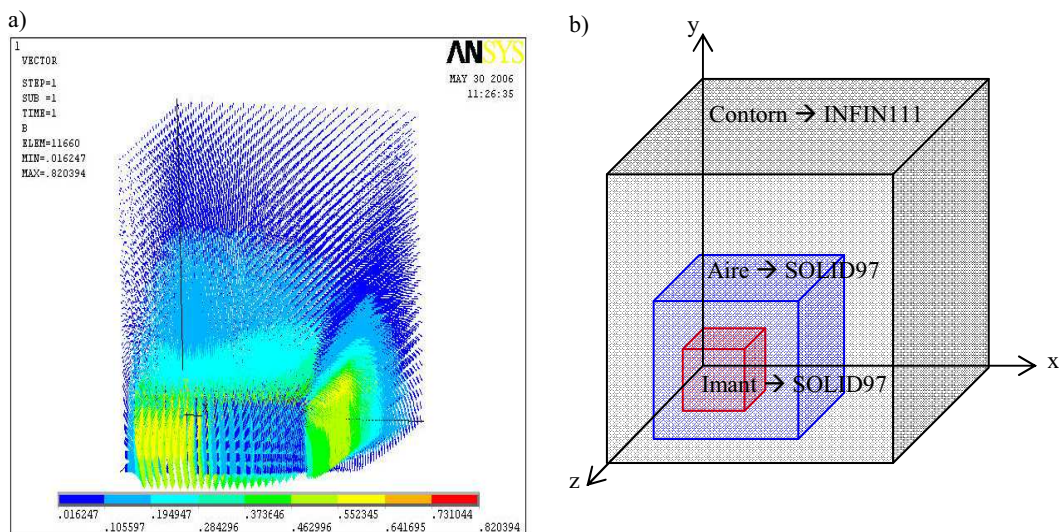 a)
1
VECTOR
STEP=1
SUB =1
TIME=1
B
ELEM=11660
MIN=.016247
MAX=.820394
ANSYS
MAY 30 2006
11:26:35
.016247 .194947 .373646 .552345 .731044
.105597 .284296 .462996 .641695 .820394
b)
y
Contorn → INFIN111
Aire → SOLID97
Imant → SOLID97
x
z